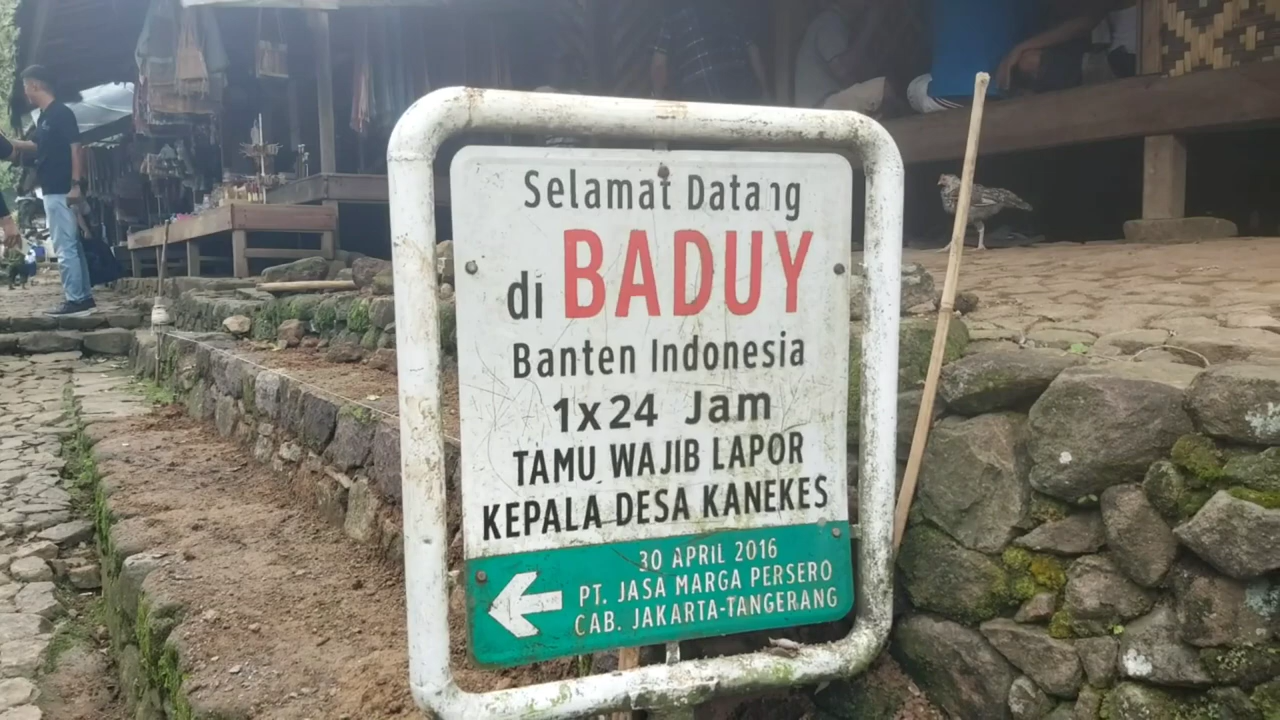 Selamat Datang
di BADUY
Banten Indonesia
1x24 Jam
TAMU WAJIB LAPOR
KEPALA DESA KANEKES
30 APRIL 2016
PT. JASA MARGA PERSERO
CAB. JAKARTA-TANGERANG